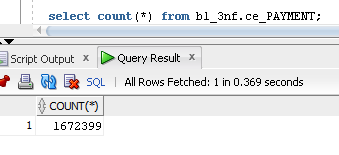 select count(*) from bl_3nf.ce_PAYMENT;
Script Output × Query Result ×
SQL | All Rows Fetched: 1 in 0.369 seconds
COUNT(*)
1 1672399